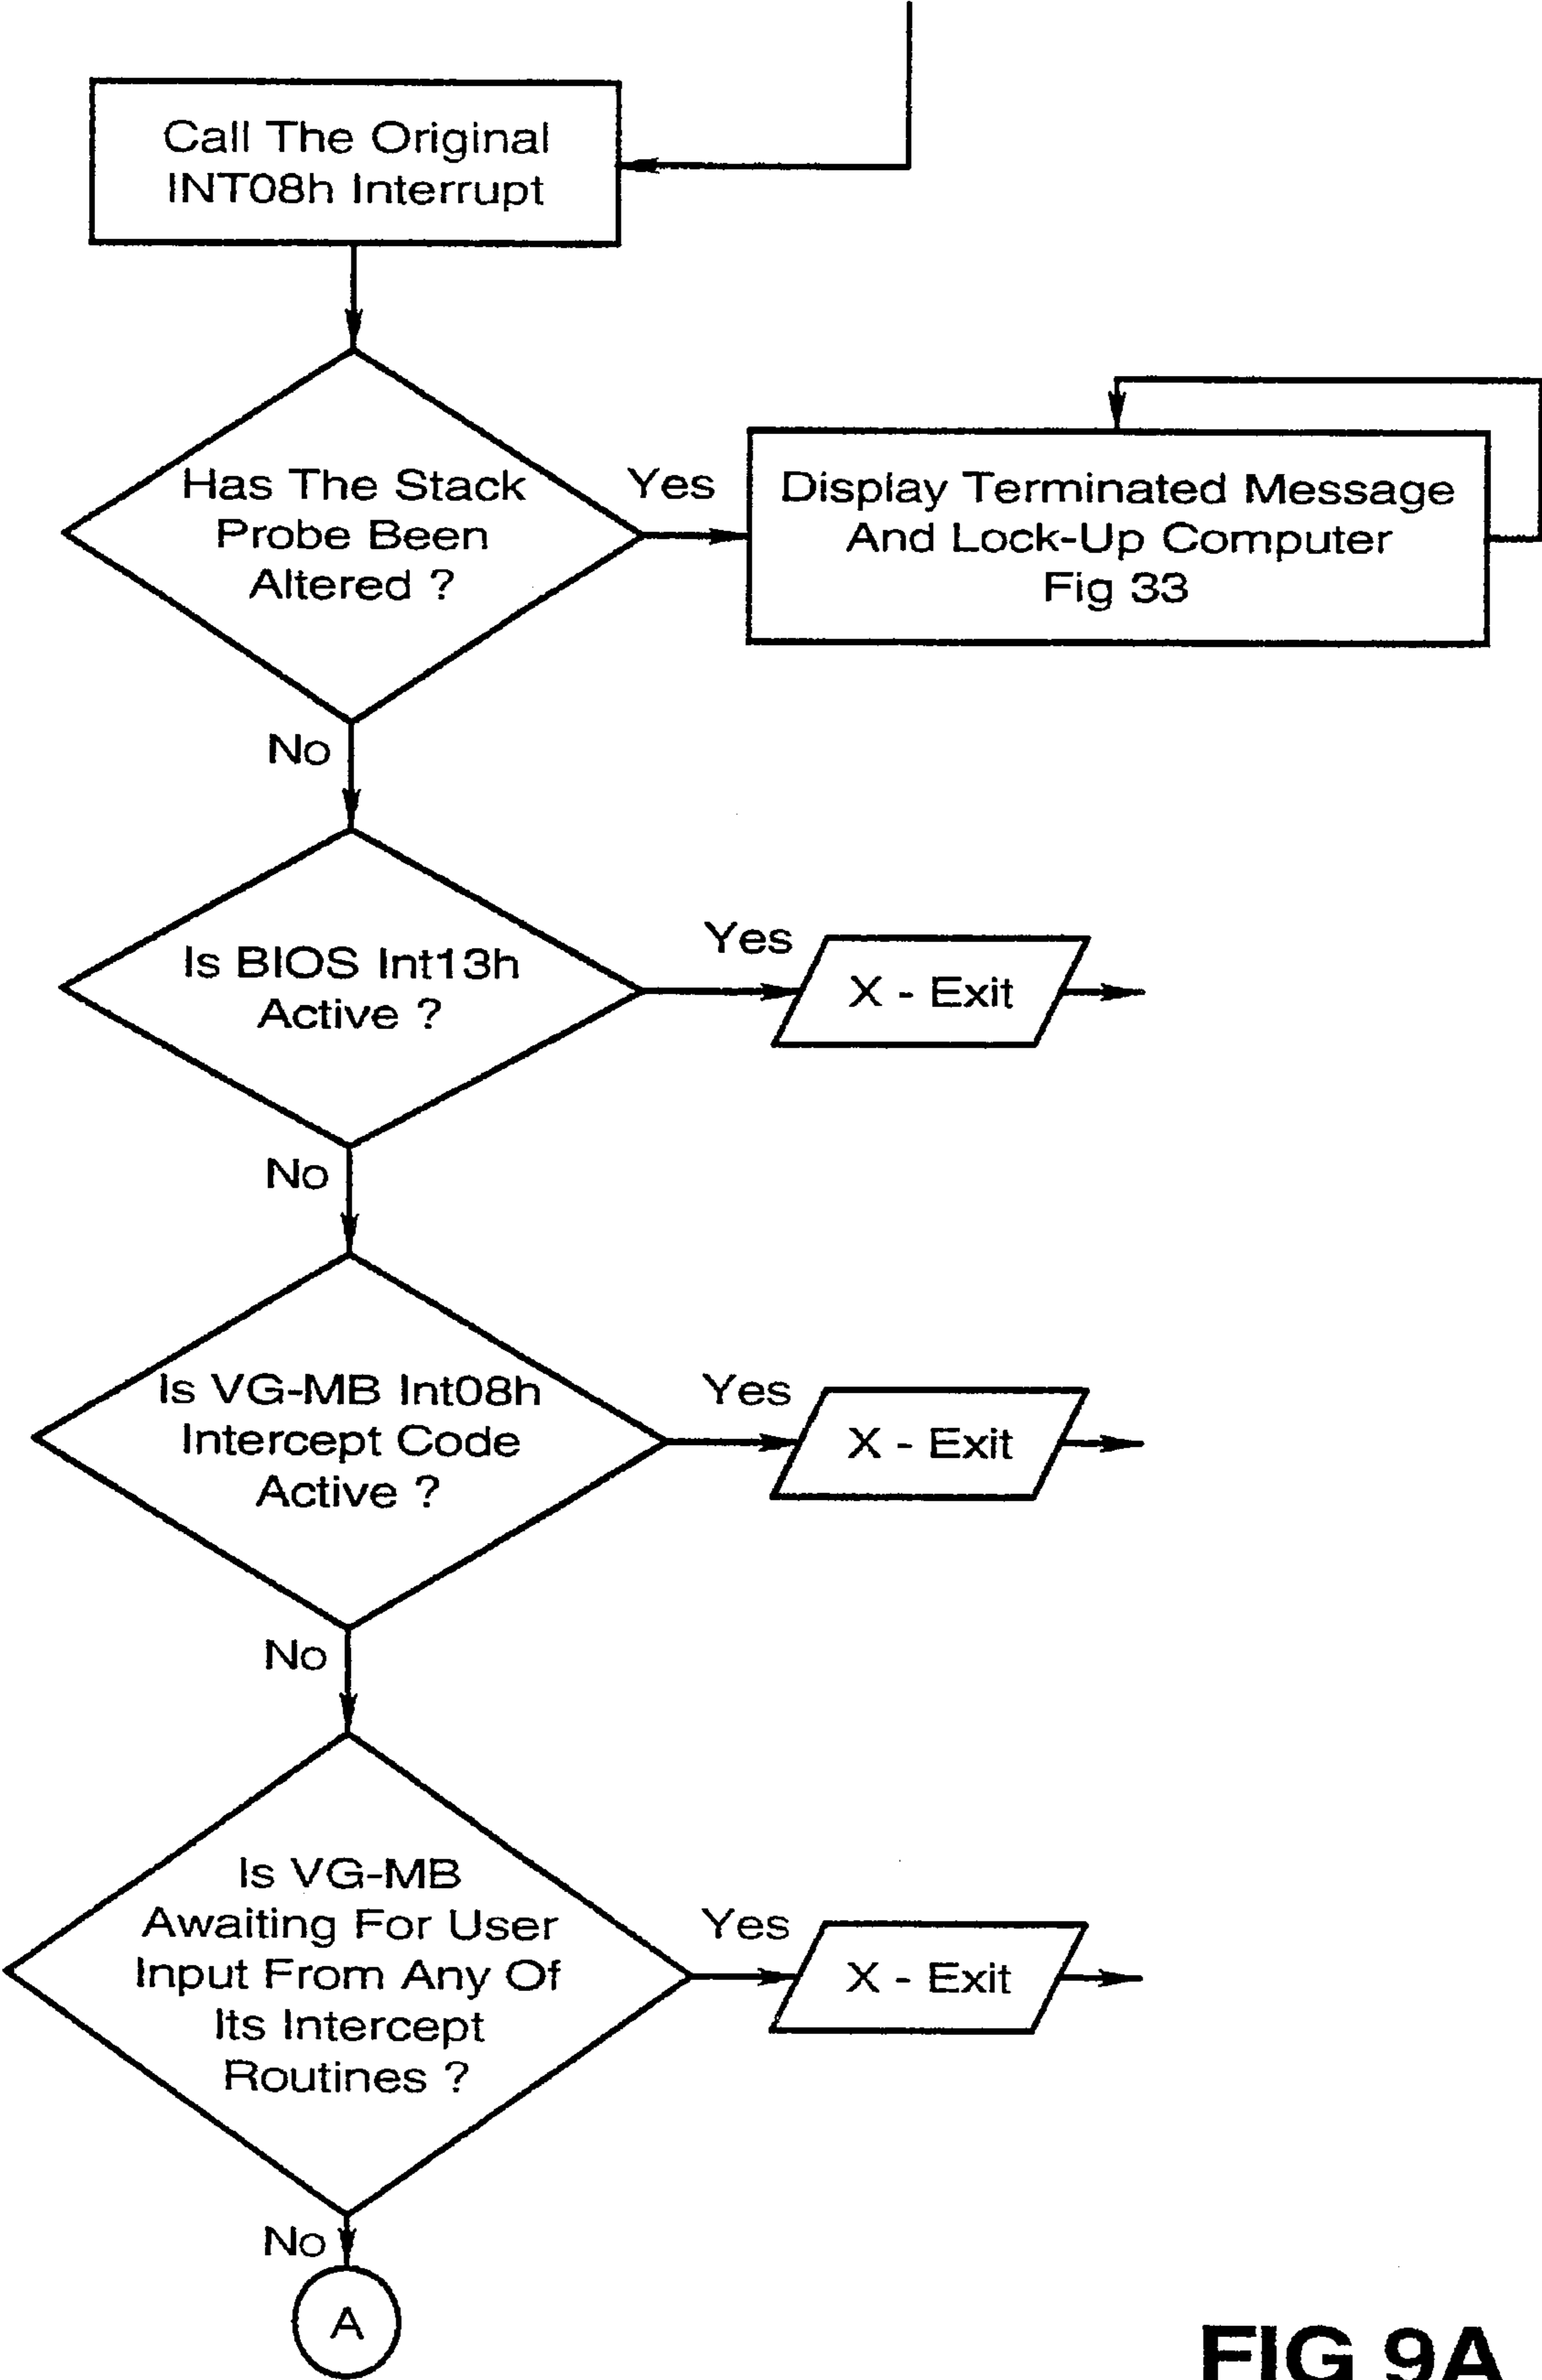 Call The Original
INT08h Interrupt
Has The Stack
Probe Been
Altered ?
Yes
Display Terminated Message
And Lock-Up Computer
Fig 33
No
Is BIOS Int13h
Active ?
Yes
X - Exit
No
Is VG-MB Int08h
Intercept Code
Active ?
Yes
X - Exit
No
Is VG-MB
Awaiting For User
Input From Any Of
Its Intercept
Routines ?
Yes
X - Exit
No
A
FIG 9A